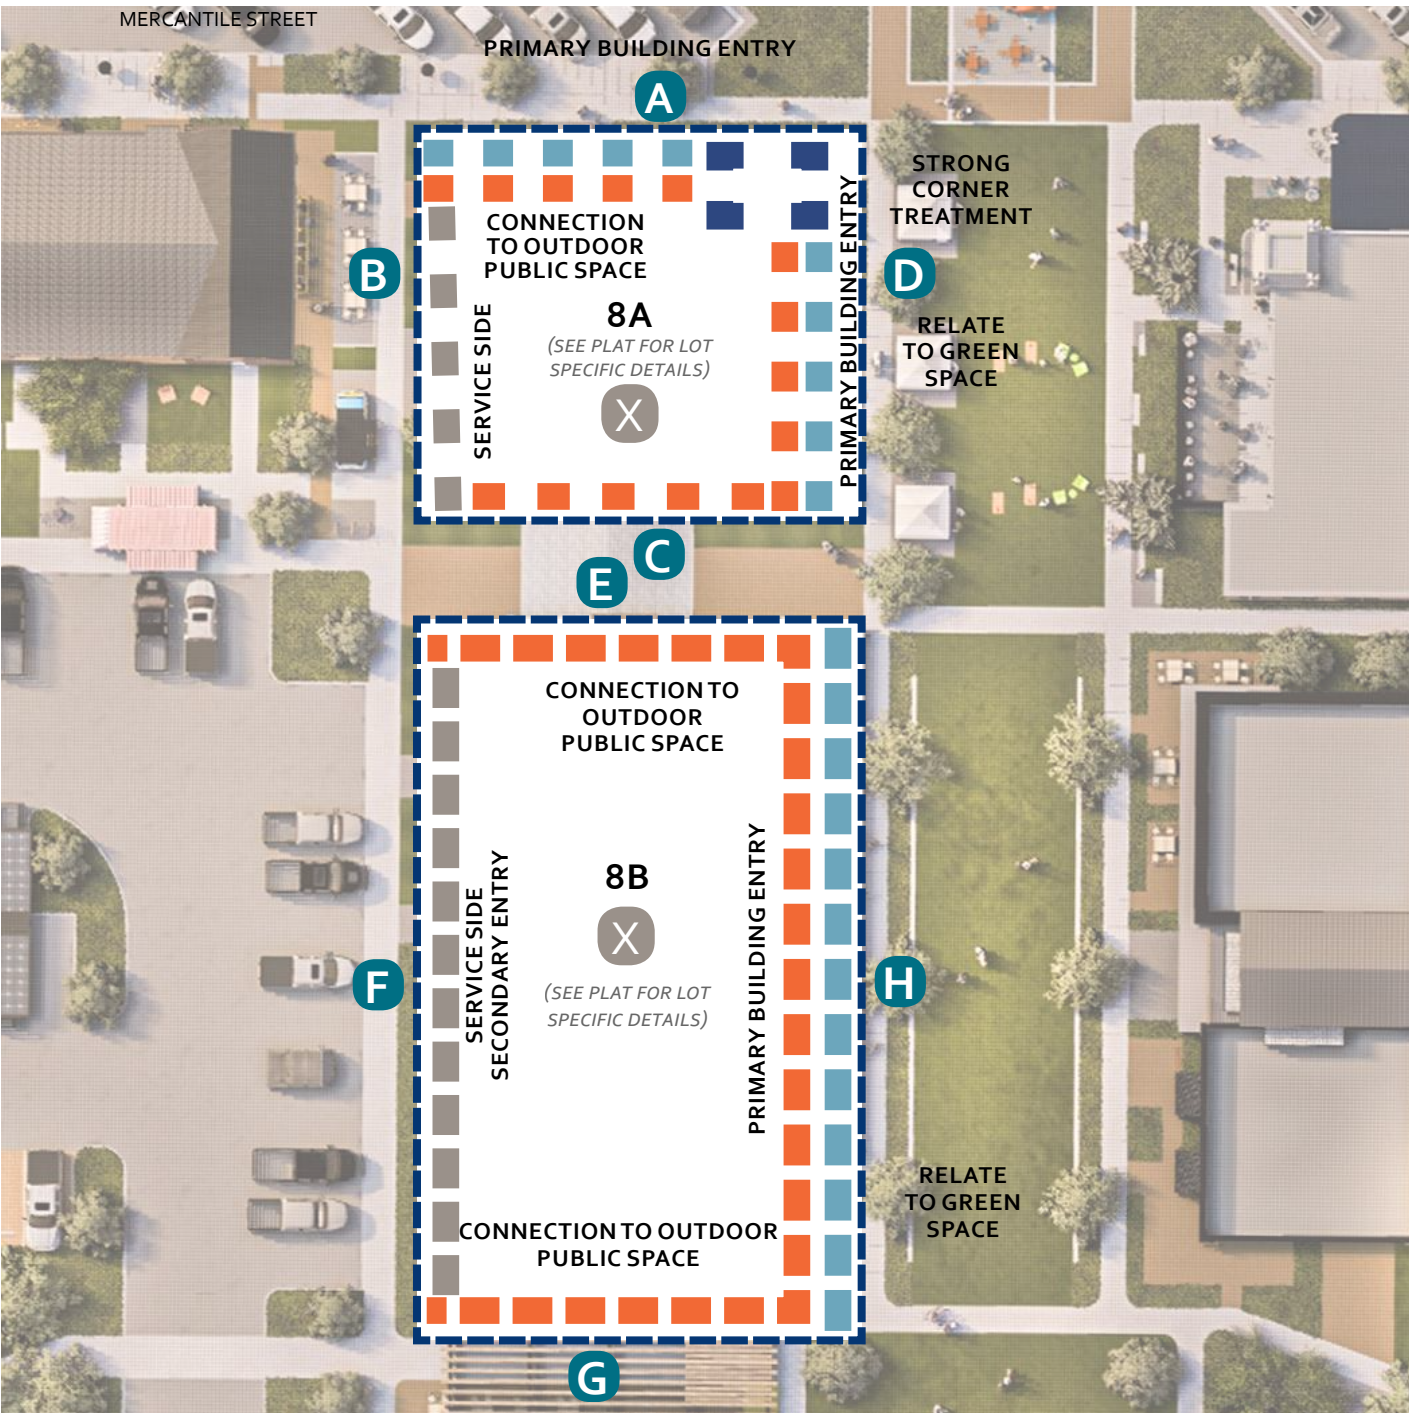 MERCANTILE STREET
PRIMARY BUILDING ENTRY
A
STRONG
CORNER
TREATMENT
CONNECTION
TO OUTDOOR
PUBLIC SPACE
B
D
8A
(SEE PLAT FOR LOT
SPECIFIC DETAILS)
X
SERVICE SIDE
PRIMARY BUILDING ENTRY
RELATE
TO GREEN
SPACE
C
E
CONNECTION TO
OUTDOOR
PUBLIC SPACE
8B
X
(SEE PLAT FOR LOT
SPECIFIC DETAILS)
SERVICE SIDE
SECONDARY ENTRY
PRIMARY BUILDING ENTRY
F
H
RELATE
TO GREEN
SPACE
CONNECTION TO OUTDOOR
PUBLIC SPACE
G